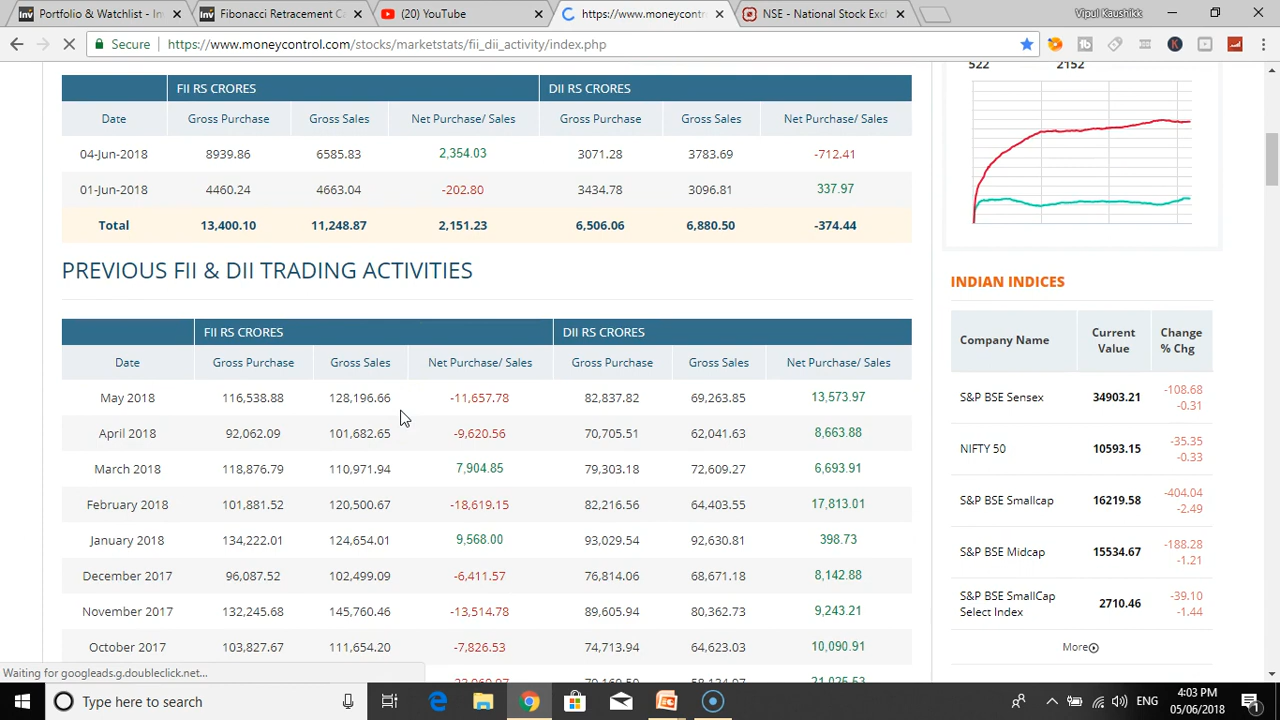 Portfolio & Watchlist - In
Fibonacci Retracement Ca
(20) YouTube
https://www.moneycontr
NSE - National Stock Exch
Vipul Kaushikk
Secure https://www.moneycontrol.com/stocks/marketstats/fii_dii_activity/index.php
522 2152
FII RS CRORES DII RS CRORES
Date Gross Purchase Gross Sales Net Purchase/ Sales Gross Purchase Gross Sales Net Purchase/ Sales
04-Jun-2018 8939.86 6585.83 2,354.03 3071.28 3783.69 -712.41
01-Jun-2018 4460.24 4663.04 -202.80 3434.78 3096.81 337.97
Total 13,400.10 11,248.87 2,151.23 6,506.06 6,880.50 -374.44
PREVIOUS FII & DII TRADING ACTIVITIES
FII RS CRORES DII RS CRORES
Date Gross Purchase Gross Sales Net Purchase/ Sales Gross Purchase Gross Sales Net Purchase/ Sales
May 2018 116,538.88 128,196.66 -11,657.78 82,837.82 69,263.85 13,573.97
April 2018 92,062.09 101,682.65 -9,620.56 70,705.51 62,041.63 8,663.88
March 2018 118,876.79 110,971.94 7,904.85 79,303.18 72,609.27 6,693.91
February 2018 101,881.52 120,500.67 -18,619.15 82,216.56 64,403.55 17,813.01
January 2018 134,222.01 124,654.01 9,568.00 93,029.54 92,630.81 398.73
December 2017 96,087.52 102,499.09 -6,411.57 76,814.06 68,671.18 8,142.88
November 2017 132,245.68 145,760.46 -13,514.78 89,605.94 80,362.73 9,243.21
October 2017 103,827.67 111,654.20 -7,826.53 74,713.94 64,623.03 10,090.91
INDIAN INDICES
Company Name Current Value Change % Chg
S&P BSE Sensex 34903.21 -108.68 -0.31
NIFTY 50 10593.15 -35.35 -0.33
S&P BSE Smallcap 16219.58 -404.04 -2.49
S&P BSE Midcap 15534.67 -188.28 -1.21
S&P BSE SmallCap Select Index 2710.46 -39.10 -1.44
More
Waiting for googleads.g.doubleclick.net...
Type here to search
ENG
4:03 PM
05/06/2018